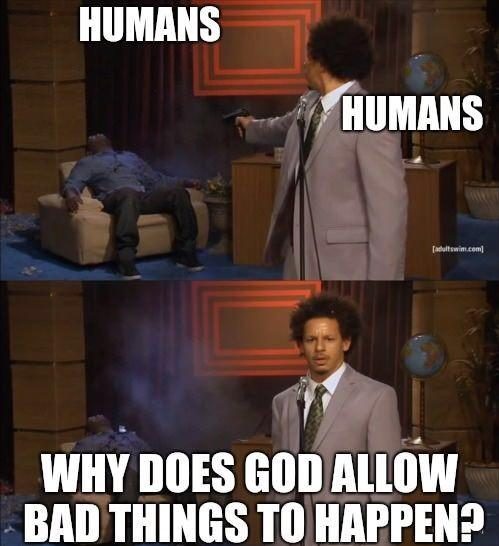 HUMANS
HUMANS
[adultswim.com]
WHY DOES GOD ALLOW
BAD THINGS TO HAPPEN?